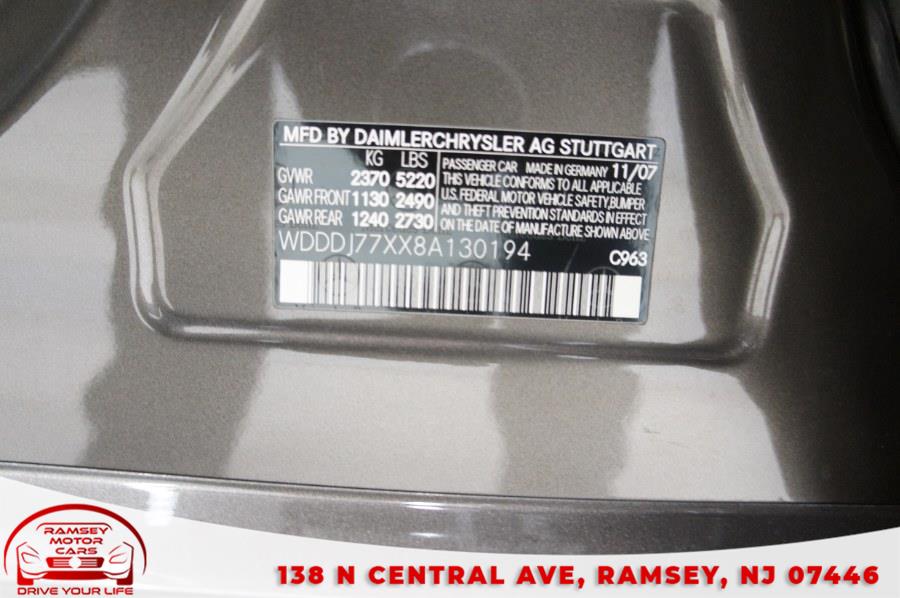 MFD BY DAIMLERCHRYSLER AG STUTTGART
KG LBS
GVWR 2370 5220
GAWR FRONT 1130 2490
GAWR REAR 1240 2730
PASSENGER CAR MADE IN GERMANY 11/07
THIS VEHICLE CONFORMS TO ALL APPLICABLE
U.S. FEDERAL MOTOR VEHICLE SAFETY,BUMPER
AND THEFT PREVENTION STANDARDS IN EFFECT
ON THE DATE OF MANUFACTURE SHOWN ABOVE
WDDDJ77XX8A130194
C963
RAMSEY
MOTOR
CARS
DRIVE YOUR LIFE
138 N CENTRAL AVE, RAMSEY, NJ 07446